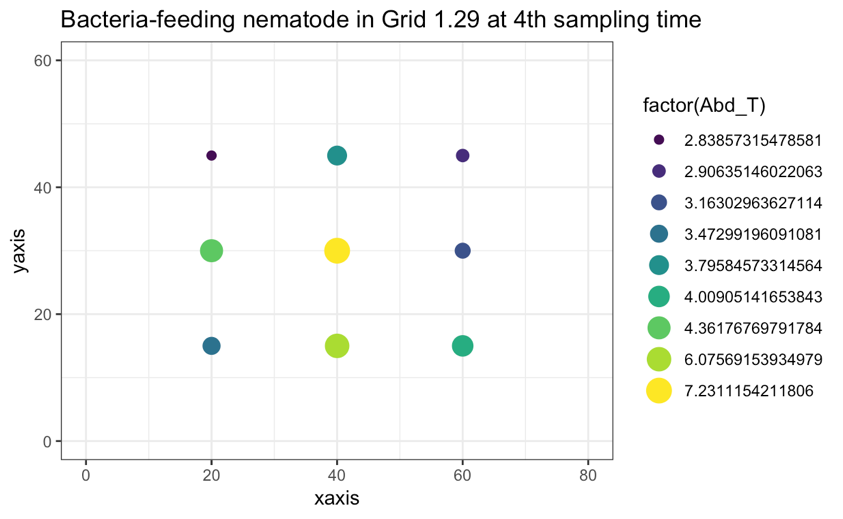 Bacteria-feeding nematode in Grid 1.29 at 4th sampling time
60
40
20
0
yaxis
0 20 40 60 80
xaxis
factor(Abd_T)
2.83857315478581
2.90635146022063
3.16302963627114
3.47299196091081
3.79584573314564
4.00905141653843
4.36176769791784
6.07569153934979
7.2311154211806